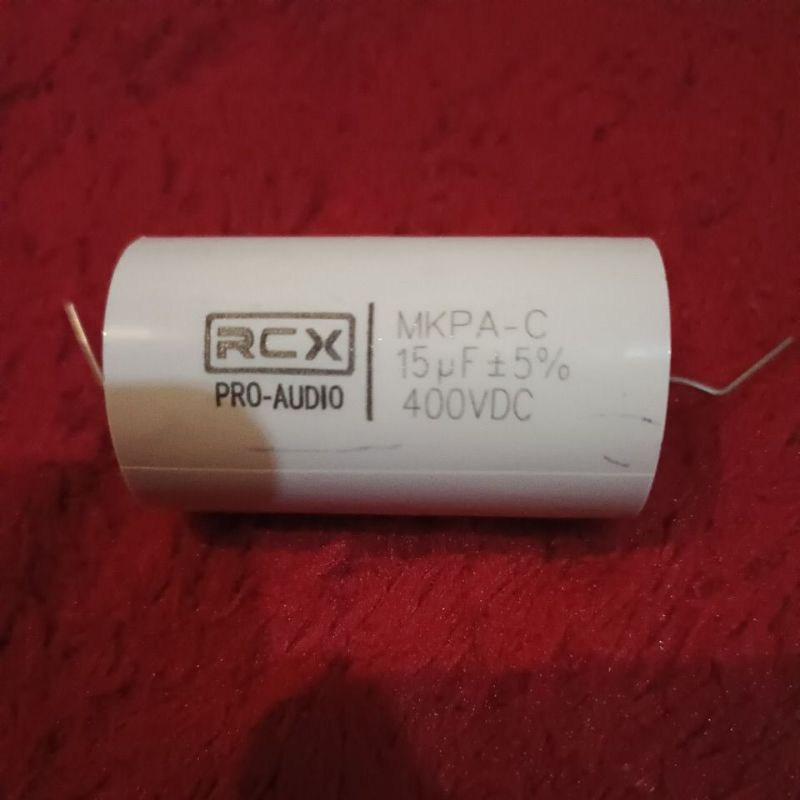 RCX
PRO-AUDIO
MKPA-C
15µF±5%
400VDC